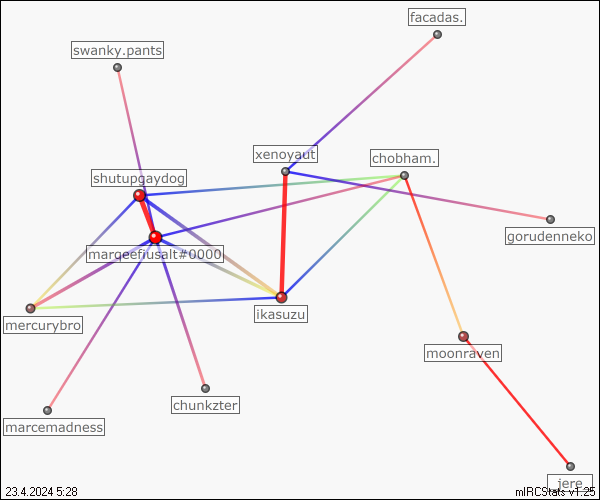 facadas.
swanky.pants
xenoyaut
chobham.
shutupgaydog
gorudenneko
marqeefiusalt#0000
ikasuzu
mercurybro
moonraven
chunkzter
marcemadness
jere_
23.4.2024 5:28
mIRCStats v1.25